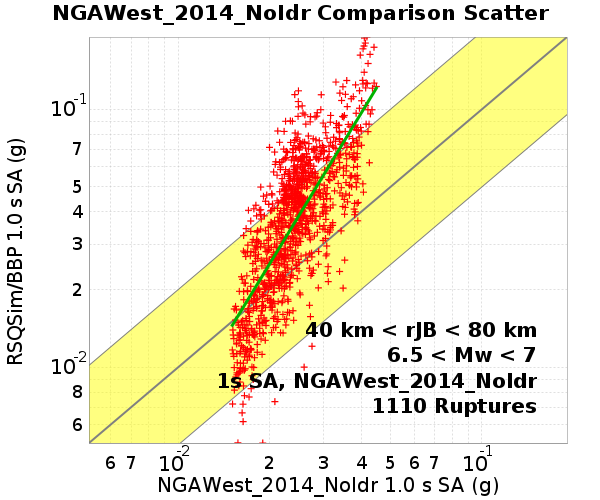 NGAWest_2014_NoIdr Comparison Scatter
RSQSim/BBP 1.0 s SA (g)
10^-1
7
5
4
3
2
10^-2
8
6
40 km < rJB < 80 km
6.5 < Mw < 7
1s SA, NGAWest_2014_NoIdr
1110 Ruptures
6 7 10^-2 2 3 4 5 6 7 10^-1
NGAWest_2014_NoIdr 1.0 s SA (g)